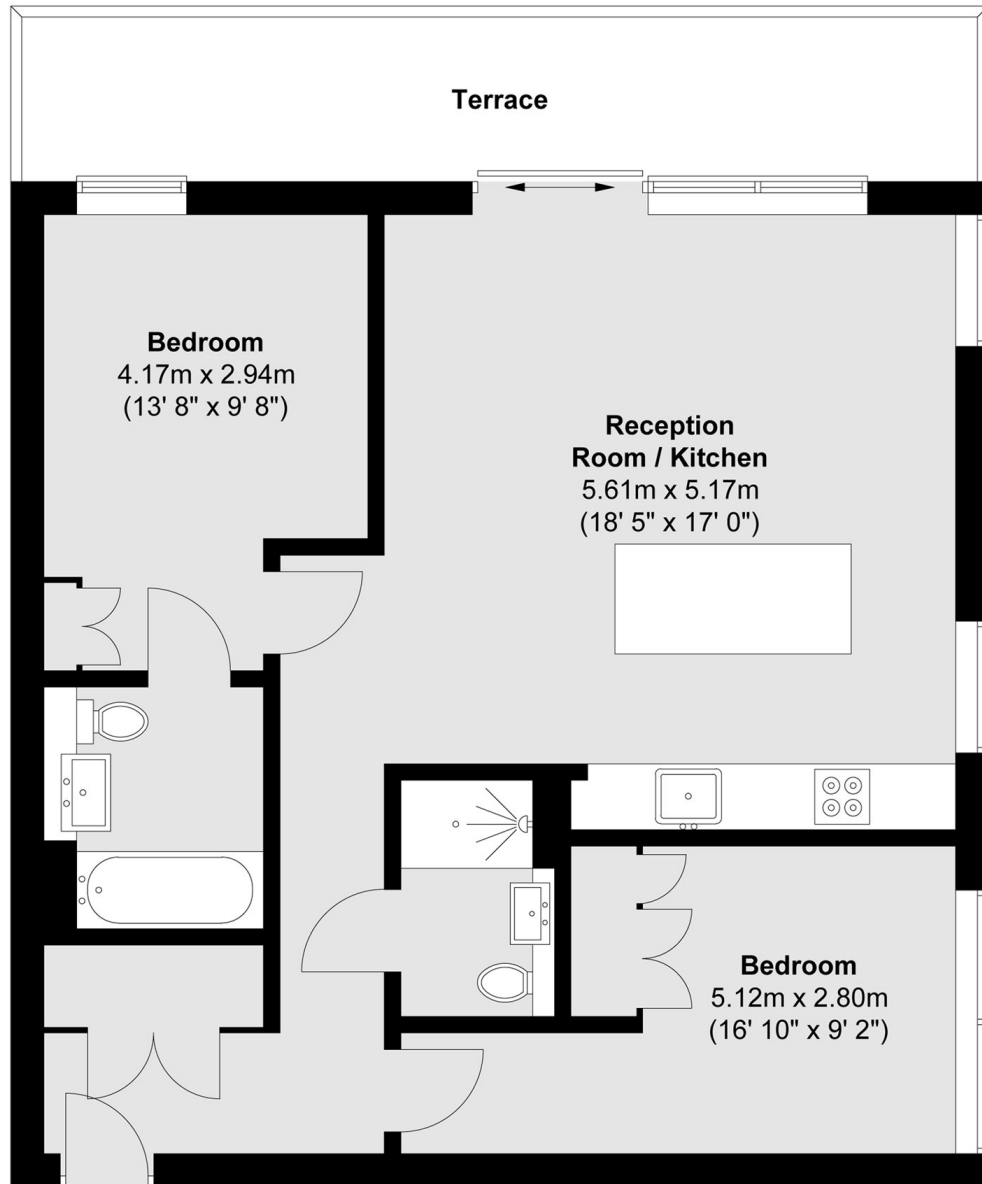 Terrace
Bedroom
4.17m x 2.94m
(13' 8" x 9' 8")
Reception
Room / Kitchen
5.61m x 5.17m
(18' 5" x 17' 0")
Bedroom
5.12m x 2.80m
(16' 10" x 9' 2")